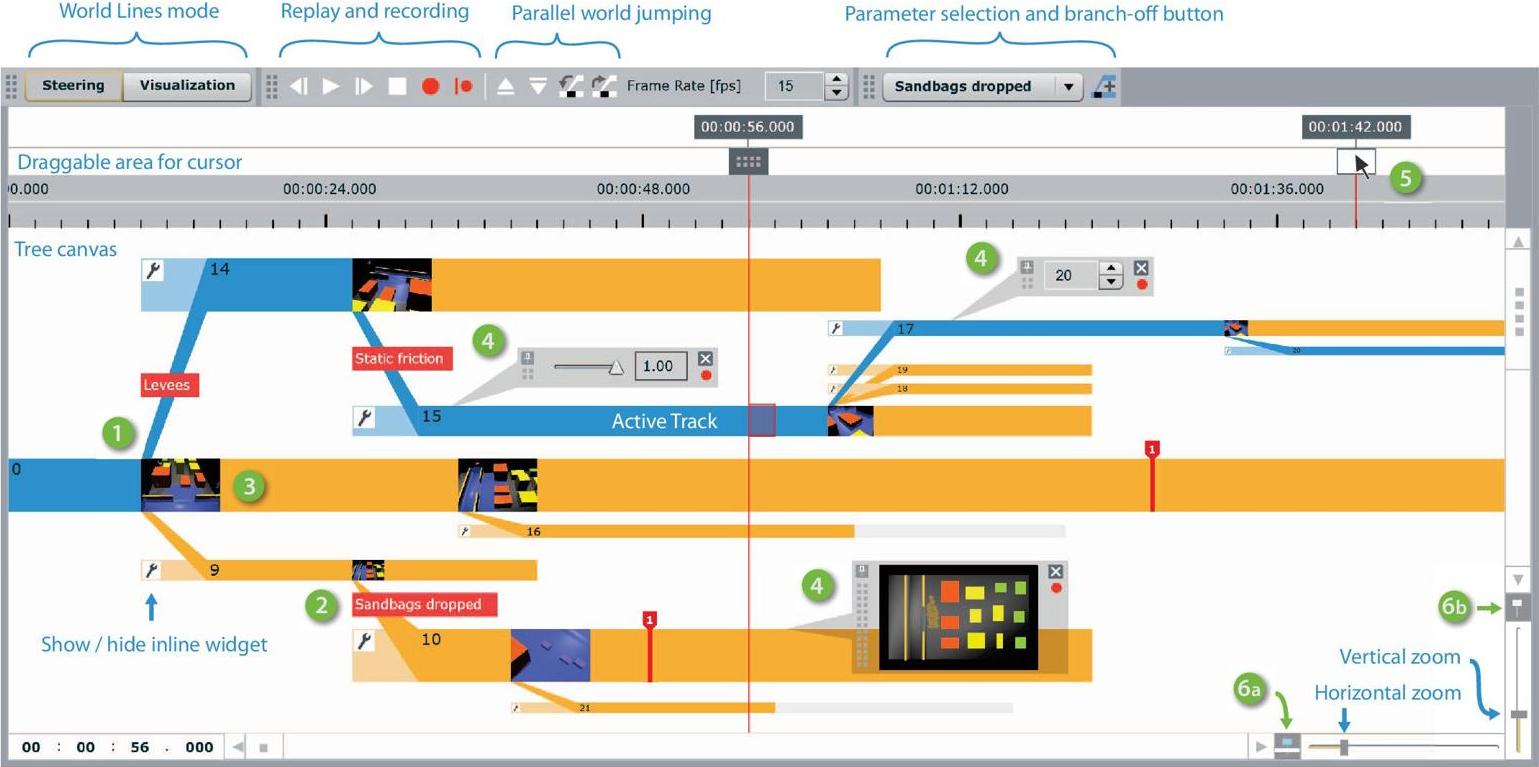 World Lines mode
Replay and recording
Parallel world jumping
Parameter selection and branch-off button
Steering
Visualization
Frame Rate [fps]
15
Sandbags dropped
00:00:56.000
00:01:42.000
Draggable area for cursor
5
0.000
00:00:24.000
00:00:48.000
00:01:12.000
00:01:36.000
Tree canvas
14
4
20
17
20
Static friction
4
1.00
Levees
19
18
15
Active Track
1
0
3
1
16
9
2
Sandbags dropped
4
6b
Show / hide inline widget
10
1
Vertical zoom
6a
Horizontal zoom
21
00 : 00 : 56 . 000